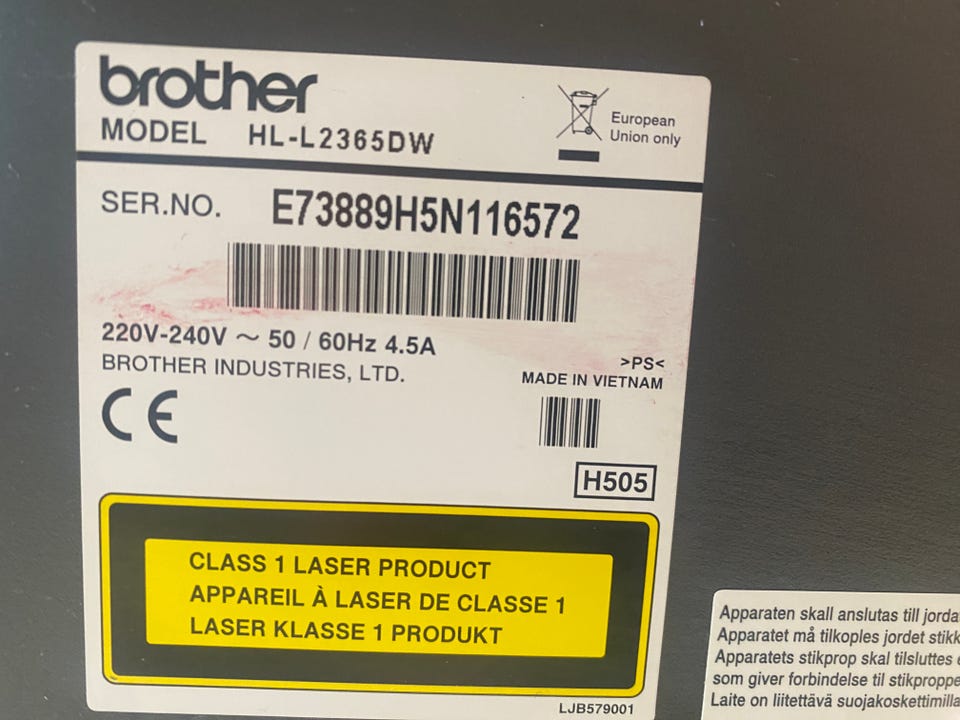 brother
MODEL HL-L2365DW
European
Union only
SER.NO. E73889H5N116572
220V-240V ~ 50 / 60Hz 4.5A
BROTHER INDUSTRIES, LTD.
>PS<
MADE IN VIETNAM
CE
H505
CLASS 1 LASER PRODUCT
APPAREIL À LASER DE CLASSE 1
LASER KLASSE 1 PRODUKT
LJB579001
Apparaten skall anslutas till
Apparatet må tilkoples jordet
Apparatets stikprop skal tilsluttes
som giver forbindelse til
Laite on liitettävä